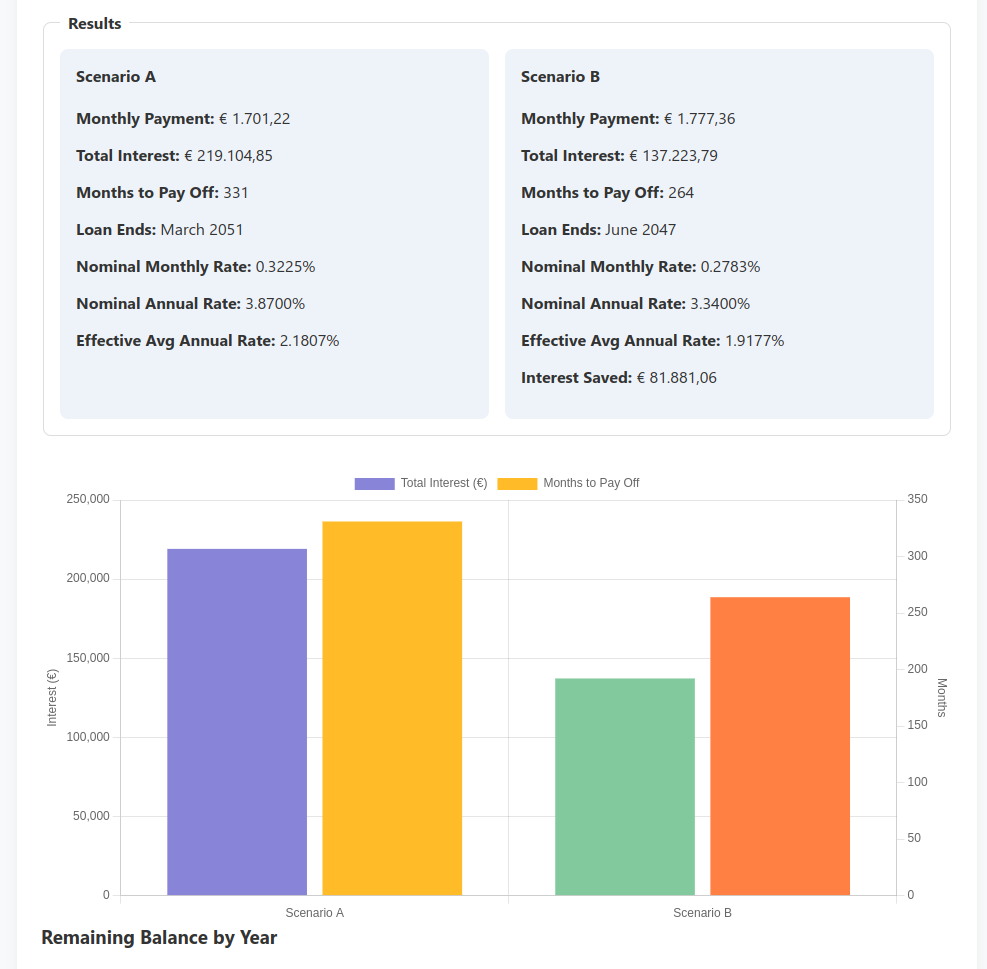 Results
Scenario A
Monthly Payment: € 1.701,22
Total Interest: € 219.104,85
Months to Pay Off: 331
Loan Ends: March 2051
Nominal Monthly Rate: 0.3225%
Nominal Annual Rate: 3.8700%
Effective Avg Annual Rate: 2.1807%
Scenario B
Monthly Payment: € 1.777,36
Total Interest: € 137.223,79
Months to Pay Off: 264
Loan Ends: June 2047
Nominal Monthly Rate: 0.2783%
Nominal Annual Rate: 3.3400%
Effective Avg Annual Rate: 1.9177%
Interest Saved: € 81.881,06
Total Interest (€) Months to Pay Off
Interest (€)
250,000
200,000
150,000
100,000
50,000
0
350
300
250
200
150
100
50
0
Months
Scenario A Scenario B
Remaining Balance by Year